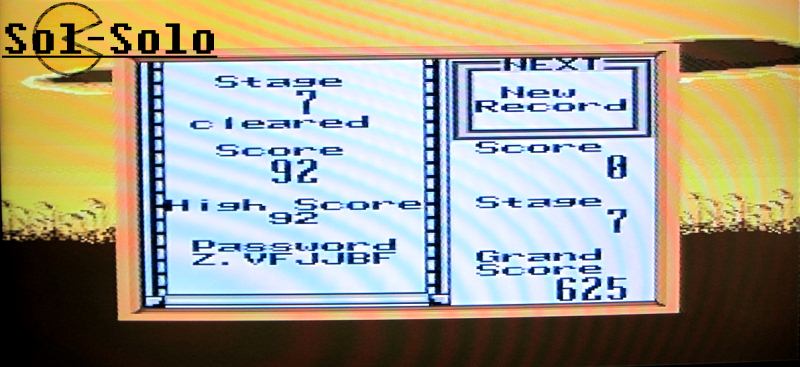 Sol-Solo
Stage
7
cleared
Score
92
High Score
92
Password
Z.VFJJBF
NEXT
New
Record
Score
0
Stage
7
Grand
Score
625